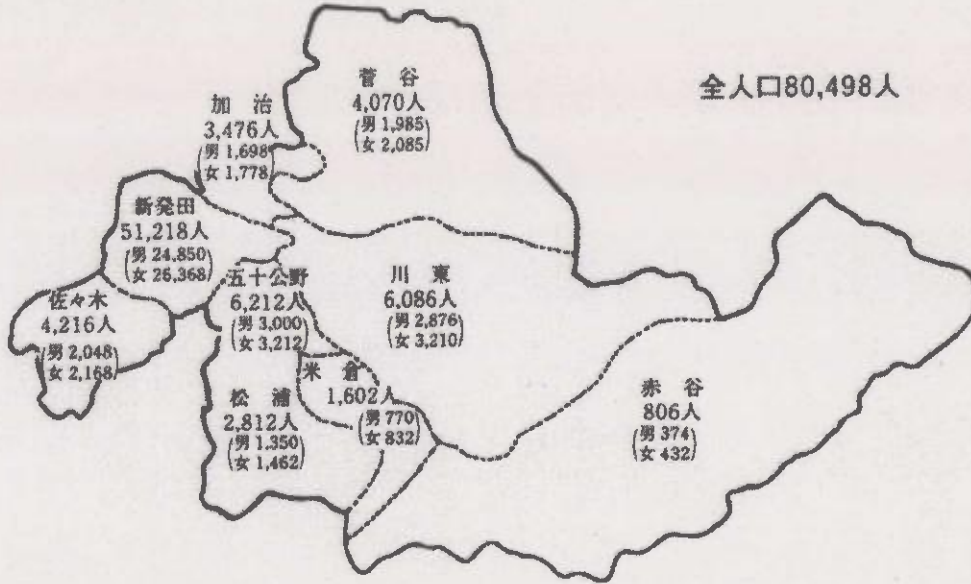 全人口80,498人
菅谷
4,070人
(男 1,985
女 2,085)
加治
3,476人
(男 1,698
女 1,778)
新発田
51,218人
(男 24,850
女 26,368)
佐々木
4,216人
(男 2,048
女 2,168)
五十公野
6,212人
(男 3,000
女 3,212)
川東
6,086人
(男 2,876
女 3,210)
米倉
1,602人
(男 770
女 832)
松浦
2,812人
(男 1,350
女 1,462)
赤谷
806人
(男 374
女 432)